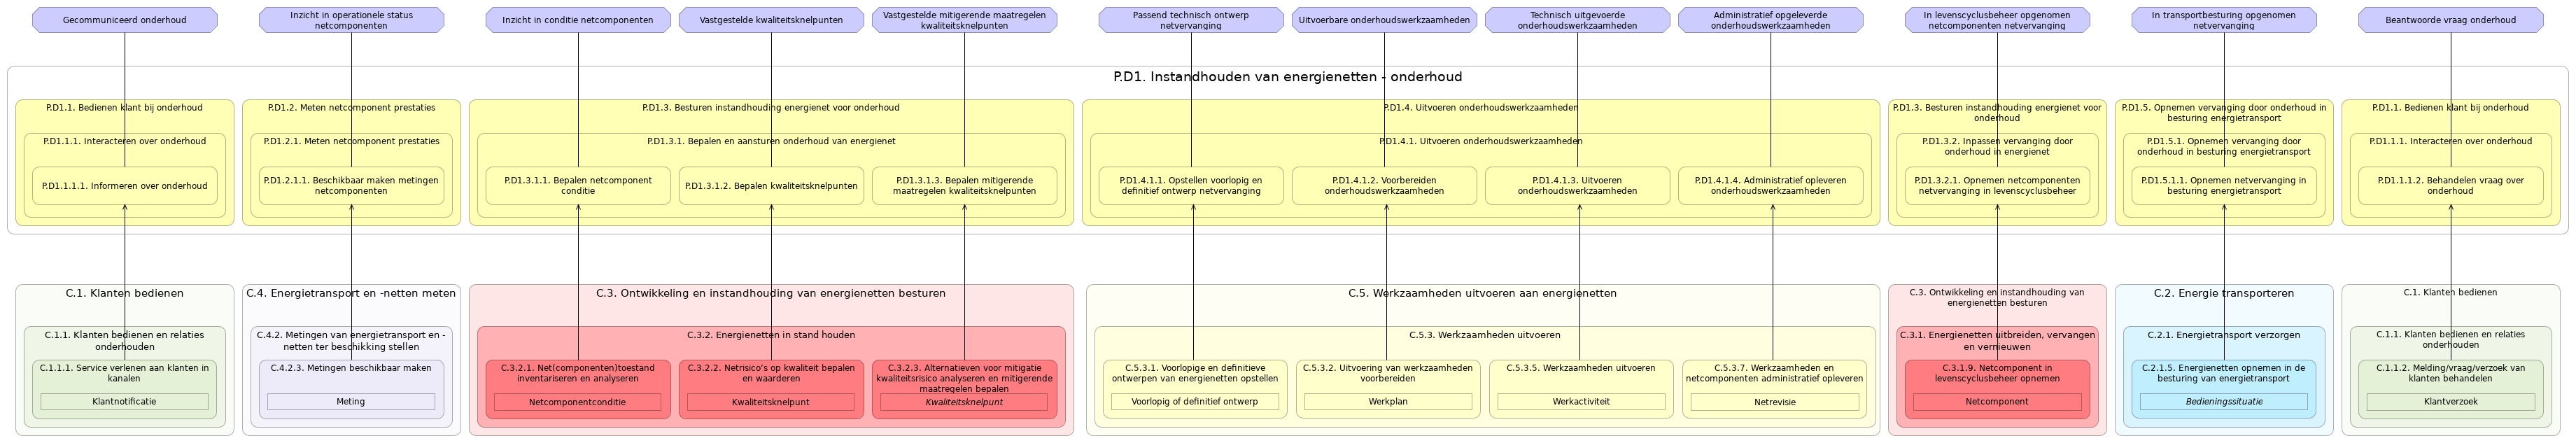 Gecommuniceerd onderhoud
Inzicht in operationele status
netcomponenten
Inzicht in conditie netcomponenten
Vastgestelde kwaliteitsknelpunten
Vastgestelde mitigerende maatregelen
kwaliteitsknelpunten
Passend technisch ontwerp
netvervanging
Uitvoerbare onderhoudswerkzaamheden
Technisch uitgevoerde
onderhoudswerkzaamheden
Administratief opgeleverde
onderhoudswerkzaamheden
In levenscyclusbeheer opgenomen
netcomponenten netvervanging
In transportbesturing opgenomen
netvervanging
Beantwoorde vraag onderhoud
P.D1. Instandhouden van energienetten - onderhoud
P.D1.1. Bedienen klant bij onderhoud
P.D1.1.1. Interacteren over onderhoud
P.D1.1.1.1. Informeren over onderhoud
P.D1.2. Meten netcomponent prestaties
P.D1.2.1. Meten netcomponent prestaties
P.D1.2.1.1. Beschikbaar maken metingen
netcomponenten
P.D1.3. Besturen instandhouding energienet voor onderhoud
P.D1.3.1. Bepalen en aansturen onderhoud van energienet
P.D1.3.1.1. Bepalen netcomponent
conditie
P.D1.3.1.2. Bepalen kwaliteitsknelpunten
P.D1.3.1.3. Bepalen mitigerende
maatregelen kwaliteitsknelpunten
P.D1.4. Uitvoeren onderhoudswerkzaamheden
P.D1.4.1. Uitvoeren onderhoudswerkzaamheden
P.D1.4.1.1. Opstellen voorlopig en
definitief ontwerp netvervanging
P.D1.4.1.2. Voorbereiden
onderhoudswerkzaamheden
P.D1.4.1.3. Uitvoeren
onderhoudswerkzaamheden
P.D1.4.1.4. Administratief opleveren
onderhoudswerkzaamheden
P.D1.3. Besturen instandhouding energienet voor
onderhoud
P.D1.3.2. Inpassen vervanging door
onderhoud in energienet
P.D1.3.2.1. Opnemen netcomponenten
netvervanging in levenscyclusbeheer
P.D1.5. Opnemen vervanging door onderhoud in
besturing energietransport
P.D1.5.1. Opnemen vervanging door
onderhoud in besturing energietransport
P.D1.5.1.1. Opnemen netvervanging in
besturing energietransport
P.D1.1. Bedienen klant bij onderhoud
P.D1.1.1. Interacteren over onderhoud
P.D1.1.1.2. Behandelen vraag over
onderhoud
C.1. Klanten bedienen
C.1.1. Klanten bedienen en relaties
onderhouden
C.1.1.1. Service verlenen aan klanten in
kanalen
Klantnotificatie
C.4. Energietransport en -netten meten
C.4.2. Metingen van energietransport en -
netten ter beschikking stellen
C.4.2.3. Metingen beschikbaar maken
Meting
C.3. Ontwikkeling en instandhouding van energienetten besturen
C.3.2. Energienetten in stand houden
C.3.2.1. Net(componenten)toestand
inventariseren en analyseren
Netcomponentconditie
C.3.2.2. Netrisico's op kwaliteit bepalen
en waarderen
Kwaliteitsknelpunt
C.3.2.3. Alternatieven voor mitigatie
kwaliteitsrisico analyseren en mitigerende
maatregelen bepalen
Kwaliteitsknelpunt
C.5. Werkzaamheden uitvoeren aan energienetten
C.5.3. Werkzaamheden uitvoeren
C.5.3.1. Voorlopige en definitieve
ontwerpen van energienetten opstellen
Voorlopig of definitief ontwerp
C.5.3.2. Uitvoering van werkzaamheden
voorbereiden
Werkplan
C.5.3.5. Werkzaamheden uitvoeren
Werkactiviteit
C.5.3.7. Werkzaamheden en
netcomponenten administratief opleveren
Netrevisie
C.3. Ontwikkeling en instandhouding van
energienetten besturen
C.3.1. Energienetten uitbreiden, vervangen
en vernieuwen
C.3.1.9. Netcomponent in
levenscyclusbeheer opnemen
Netcomponent
C.2. Energie transporteren
C.2.1. Energietransport verzorgen
C.2.1.5. Energienetten opnemen in de
besturing van energietransport
Bedieningssituatie
C.1. Klanten bedienen
C.1.1. Klanten bedienen en relaties
onderhouden
C.1.1.2. Melding/vraag/verzoek van
klanten behandelen
Klantverzoek